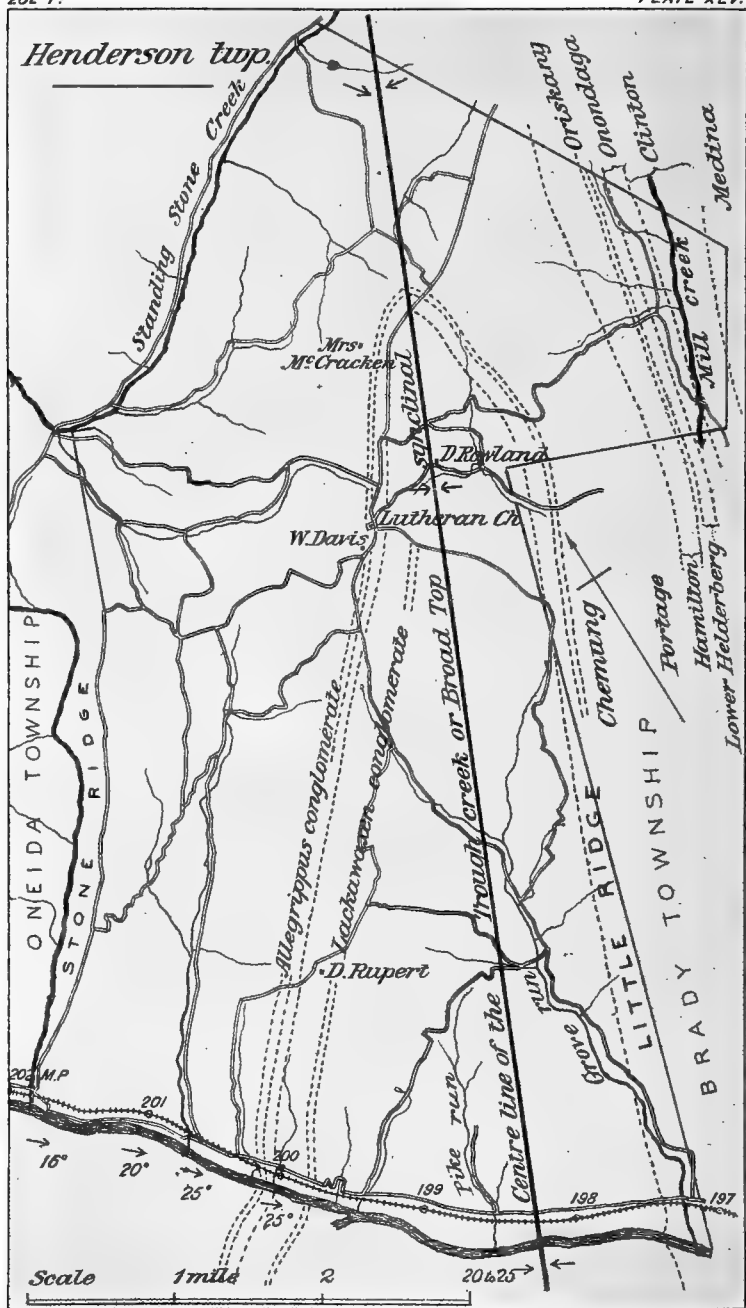 PLATE XLV.
Henderson twp.
Standing Stone Creek
Oriskany
Onondaga
Clinton
Medina
Mill creek
Mrs.
McCracken
synclinal
D. Rowland
Lutheran Ch.
W. Davis
Portage
Hamilton
Lower Helderberg
Chemung
ONEIDA TOWNSHIP
STONE RIDGE
Allegrippus conglomerate
Lackawaxen conglomerate
Trough creek or Broad Top
LITTLE RIDGE
BRADY TOWNSHIP
D. Rupert
Grove run
Pike run
Centre line of the
202 M.P
201
200
199
198
197
16°
20°
25°
25°
Scale 1 mile 2
20 to 25